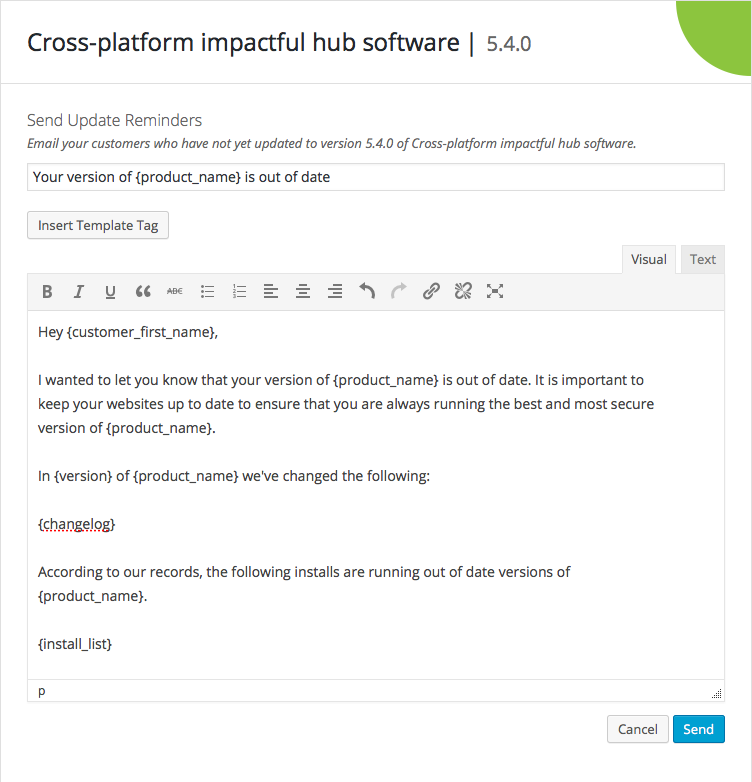 Cross-platform impactful hub software | 5.4.0
Send Update Reminders
Email your customers who have not yet updated to version 5.4.0 of Cross-platform impactful hub software.
Your version of {product_name} is out of date
Insert Template Tag
Visual Text
B I U ABC
Hey {customer_first_name},
I wanted to let you know that your version of {product_name} is out of date. It is important to
keep your websites up to date to ensure that you are always running the best and most secure
version of {product_name}.
In {version} of {product_name} we've changed the following:
{changelog}
According to our records, the following installs are running out of date versions of
{product_name}.
{install_list}
p
Cancel Send